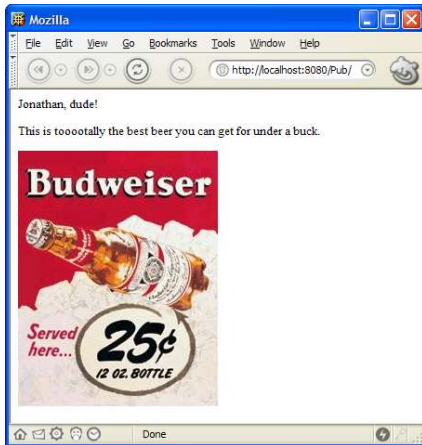 Mozilla
File Edit View Go Bookmarks Tools Window Help
http://localhost:8080/Pub/
Jonathan, dude!
This is tooootally the best beer you can get for under a buck.
Budweiser
Served
here...
25¢
12 OZ. BOTTLE
Done